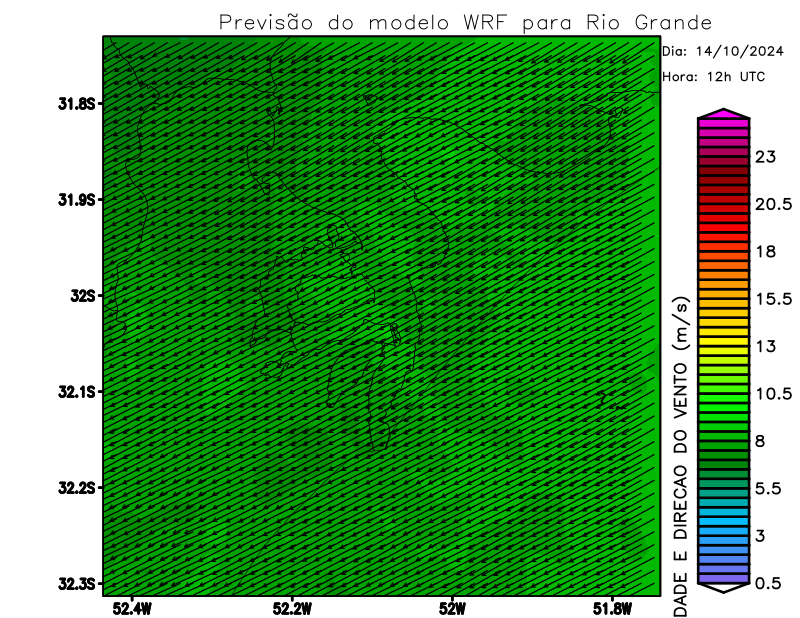 Previsão do modelo WRF para Rio Grande
Dia: 14/10/2024
Hora: 12h UTC
31.8S
31.9S
32S
32.1S
32.2S
32.3S
52.4W
52.2W
52W
51.8W
DADE E DIRECAO DO VENTO (m/s)
23
20.5
18
15.5
13
10.5
8
5.5
3
0.5